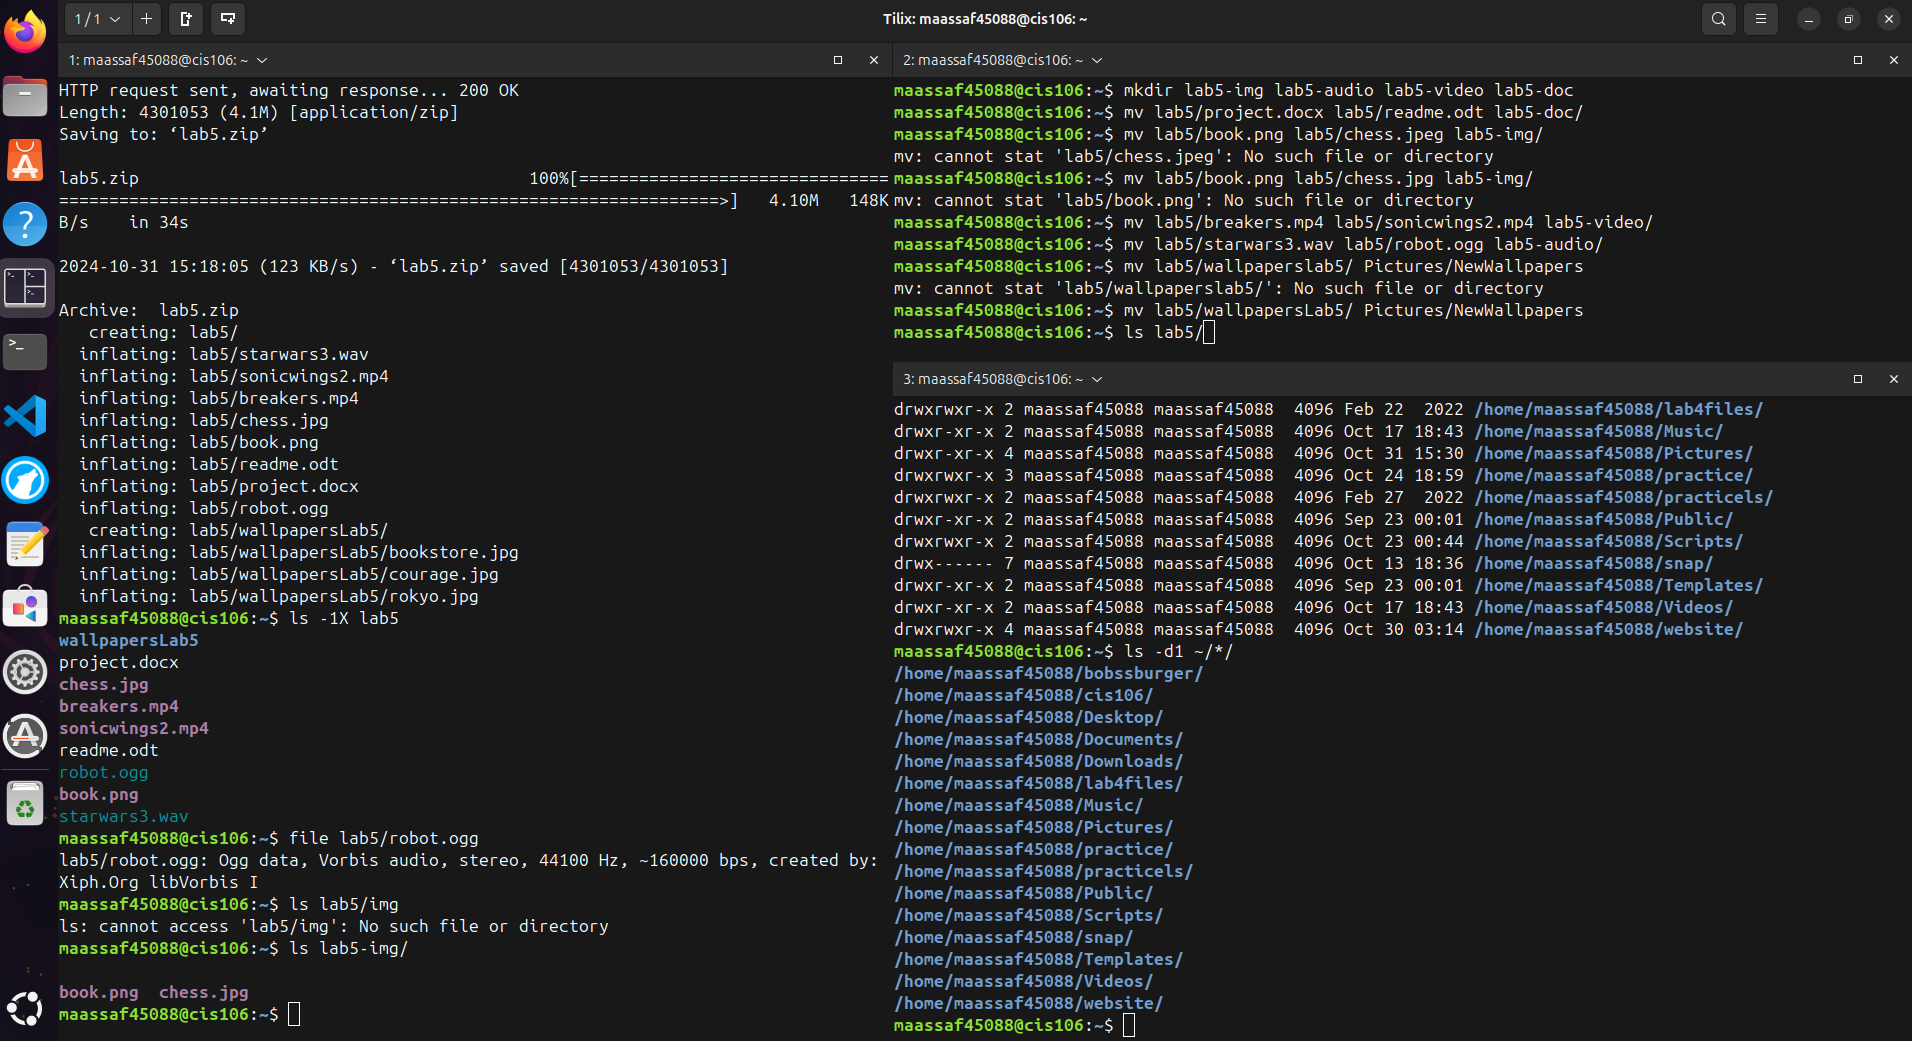 1 / 1
Tilix: maassaf45088@cis106: ~
1: maassaf45088@cis106: ~
HTTP request sent, awaiting response... 200 OK
Length: 4301053 (4.1M) [application/zip]
Saving to: ‘lab5.zip’
lab5.zip                                       100%[===============================
==================================================================>]   4.10M   148K
B/s    in 34s
2024-10-31 15:18:05 (123 KB/s) - ‘lab5.zip’ saved [4301053/4301053]
Archive:  lab5.zip
   creating: lab5/
  inflating: lab5/starwars3.wav
  inflating: lab5/sonicwings2.mp4
  inflating: lab5/breakers.mp4
  inflating: lab5/chess.jpg
  inflating: lab5/book.png
  inflating: lab5/readme.odt
  inflating: lab5/project.docx
  inflating: lab5/robot.ogg
   creating: lab5/wallpapersLab5/
  inflating: lab5/wallpapersLab5/bookstore.jpg
  inflating: lab5/wallpapersLab5/courage.jpg
  inflating: lab5/wallpapersLab5/rokyo.jpg
maassaf45088@cis106:~$ ls -1X lab5
wallpapersLab5
project.docx
chess.jpg
breakers.mp4
sonicwings2.mp4
readme.odt
robot.ogg
book.png
starwars3.wav
maassaf45088@cis106:~$ file lab5/robot.ogg
lab5/robot.ogg: Ogg data, Vorbis audio, stereo, 44100 Hz, ~160000 bps, created by:
Xiph.Org libVorbis I
maassaf45088@cis106:~$ ls lab5/img
ls: cannot access 'lab5/img': No such file or directory
maassaf45088@cis106:~$ ls lab5-img/
book.png  chess.jpg
maassaf45088@cis106:~$
2: maassaf45088@cis106: ~
maassaf45088@cis106:~$ mkdir lab5-img lab5-audio lab5-video lab5-doc
maassaf45088@cis106:~$ mv lab5/project.docx lab5/readme.odt lab5-doc/
maassaf45088@cis106:~$ mv lab5/book.png lab5/chess.jpeg lab5-img/
mv: cannot stat 'lab5/chess.jpeg': No such file or directory
maassaf45088@cis106:~$ mv lab5/book.png lab5/chess.jpg lab5-img/
mv: cannot stat 'lab5/book.png': No such file or directory
maassaf45088@cis106:~$ mv lab5/breakers.mp4 lab5/sonicwings2.mp4 lab5-video/
maassaf45088@cis106:~$ mv lab5/starwars3.wav lab5/robot.ogg lab5-audio/
maassaf45088@cis106:~$ mv lab5/wallpaperslab5/ Pictures/NewWallpapers
mv: cannot stat 'lab5/wallpaperslab5/': No such file or directory
maassaf45088@cis106:~$ mv lab5/wallpapersLab5/ Pictures/NewWallpapers
maassaf45088@cis106:~$ ls lab5/
3: maassaf45088@cis106: ~
drwxrwxr-x 2 maassaf45088 maassaf45088  4096 Feb 22  2022 /home/maassaf45088/lab4files/
drwxr-xr-x 2 maassaf45088 maassaf45088  4096 Oct 17 18:43 /home/maassaf45088/Music/
drwxr-xr-x 4 maassaf45088 maassaf45088  4096 Oct 31 15:30 /home/maassaf45088/Pictures/
drwxrwxr-x 3 maassaf45088 maassaf45088  4096 Oct 24 18:59 /home/maassaf45088/practice/
drwxrwxr-x 2 maassaf45088 maassaf45088  4096 Feb 27  2022 /home/maassaf45088/practicels/
drwxr-xr-x 2 maassaf45088 maassaf45088  4096 Sep 23 00:01 /home/maassaf45088/Public/
drwxrwxr-x 2 maassaf45088 maassaf45088  4096 Oct 23 00:44 /home/maassaf45088/Scripts/
drwx------ 7 maassaf45088 maassaf45088  4096 Oct 13 18:36 /home/maassaf45088/snap/
drwxr-xr-x 2 maassaf45088 maassaf45088  4096 Sep 23 00:01 /home/maassaf45088/Templates/
drwxr-xr-x 2 maassaf45088 maassaf45088  4096 Oct 17 18:43 /home/maassaf45088/Videos/
drwxrwxr-x 4 maassaf45088 maassaf45088  4096 Oct 30 03:14 /home/maassaf45088/website/
maassaf45088@cis106:~$ ls -d1 ~/*/
/home/maassaf45088/bobssburger/
/home/maassaf45088/cis106/
/home/maassaf45088/Desktop/
/home/maassaf45088/Documents/
/home/maassaf45088/Downloads/
/home/maassaf45088/lab4files/
/home/maassaf45088/Music/
/home/maassaf45088/Pictures/
/home/maassaf45088/practice/
/home/maassaf45088/practicels/
/home/maassaf45088/Public/
/home/maassaf45088/Scripts/
/home/maassaf45088/snap/
/home/maassaf45088/Templates/
/home/maassaf45088/Videos/
/home/maassaf45088/website/
maassaf45088@cis106:~$